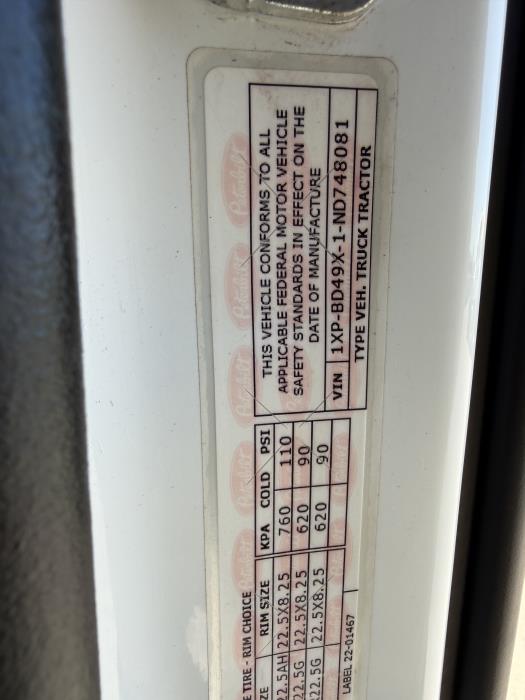 E TIRE - RIM CHOICE
ZE RIM SIZE KPA COLD PSI
22.5AH 22.5X8.25 760 110
22.5G 22.5X8.25 620 90
22.5G 22.5X8.25 620 90
LABEL 22-01467
THIS VEHICLE CONFORMS TO ALL
APPLICABLE FEDERAL MOTOR VEHICLE
SAFETY STANDARDS IN EFFECT ON THE
DATE OF MANUFACTURE
VIN 1XP-BD49X-1-ND748081
TYPE VEH. TRUCK TRACTOR
Peterbilt
Peterbilt
Peterbilt